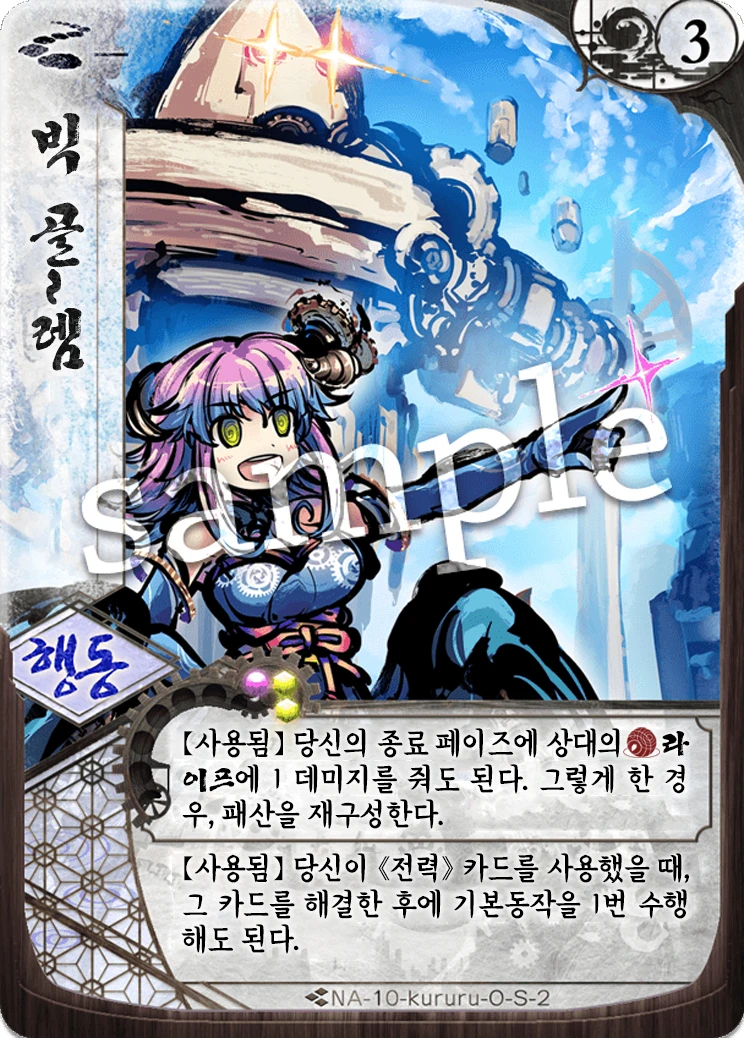 3
빅 골렘
sample
행동
【사용됨】 당신의 종료 페이즈에 상대의 라
이프에 1 데미지를 줘도 된다. 그렇게 한 경
우, 패산을 재구성한다.
【사용됨】 당신이 《전력》 카드를 사용했을 때,
그 카드를 해결한 후에 기본동작을 1번 수행
해도 된다.
NA-10-kururu-O-S-2